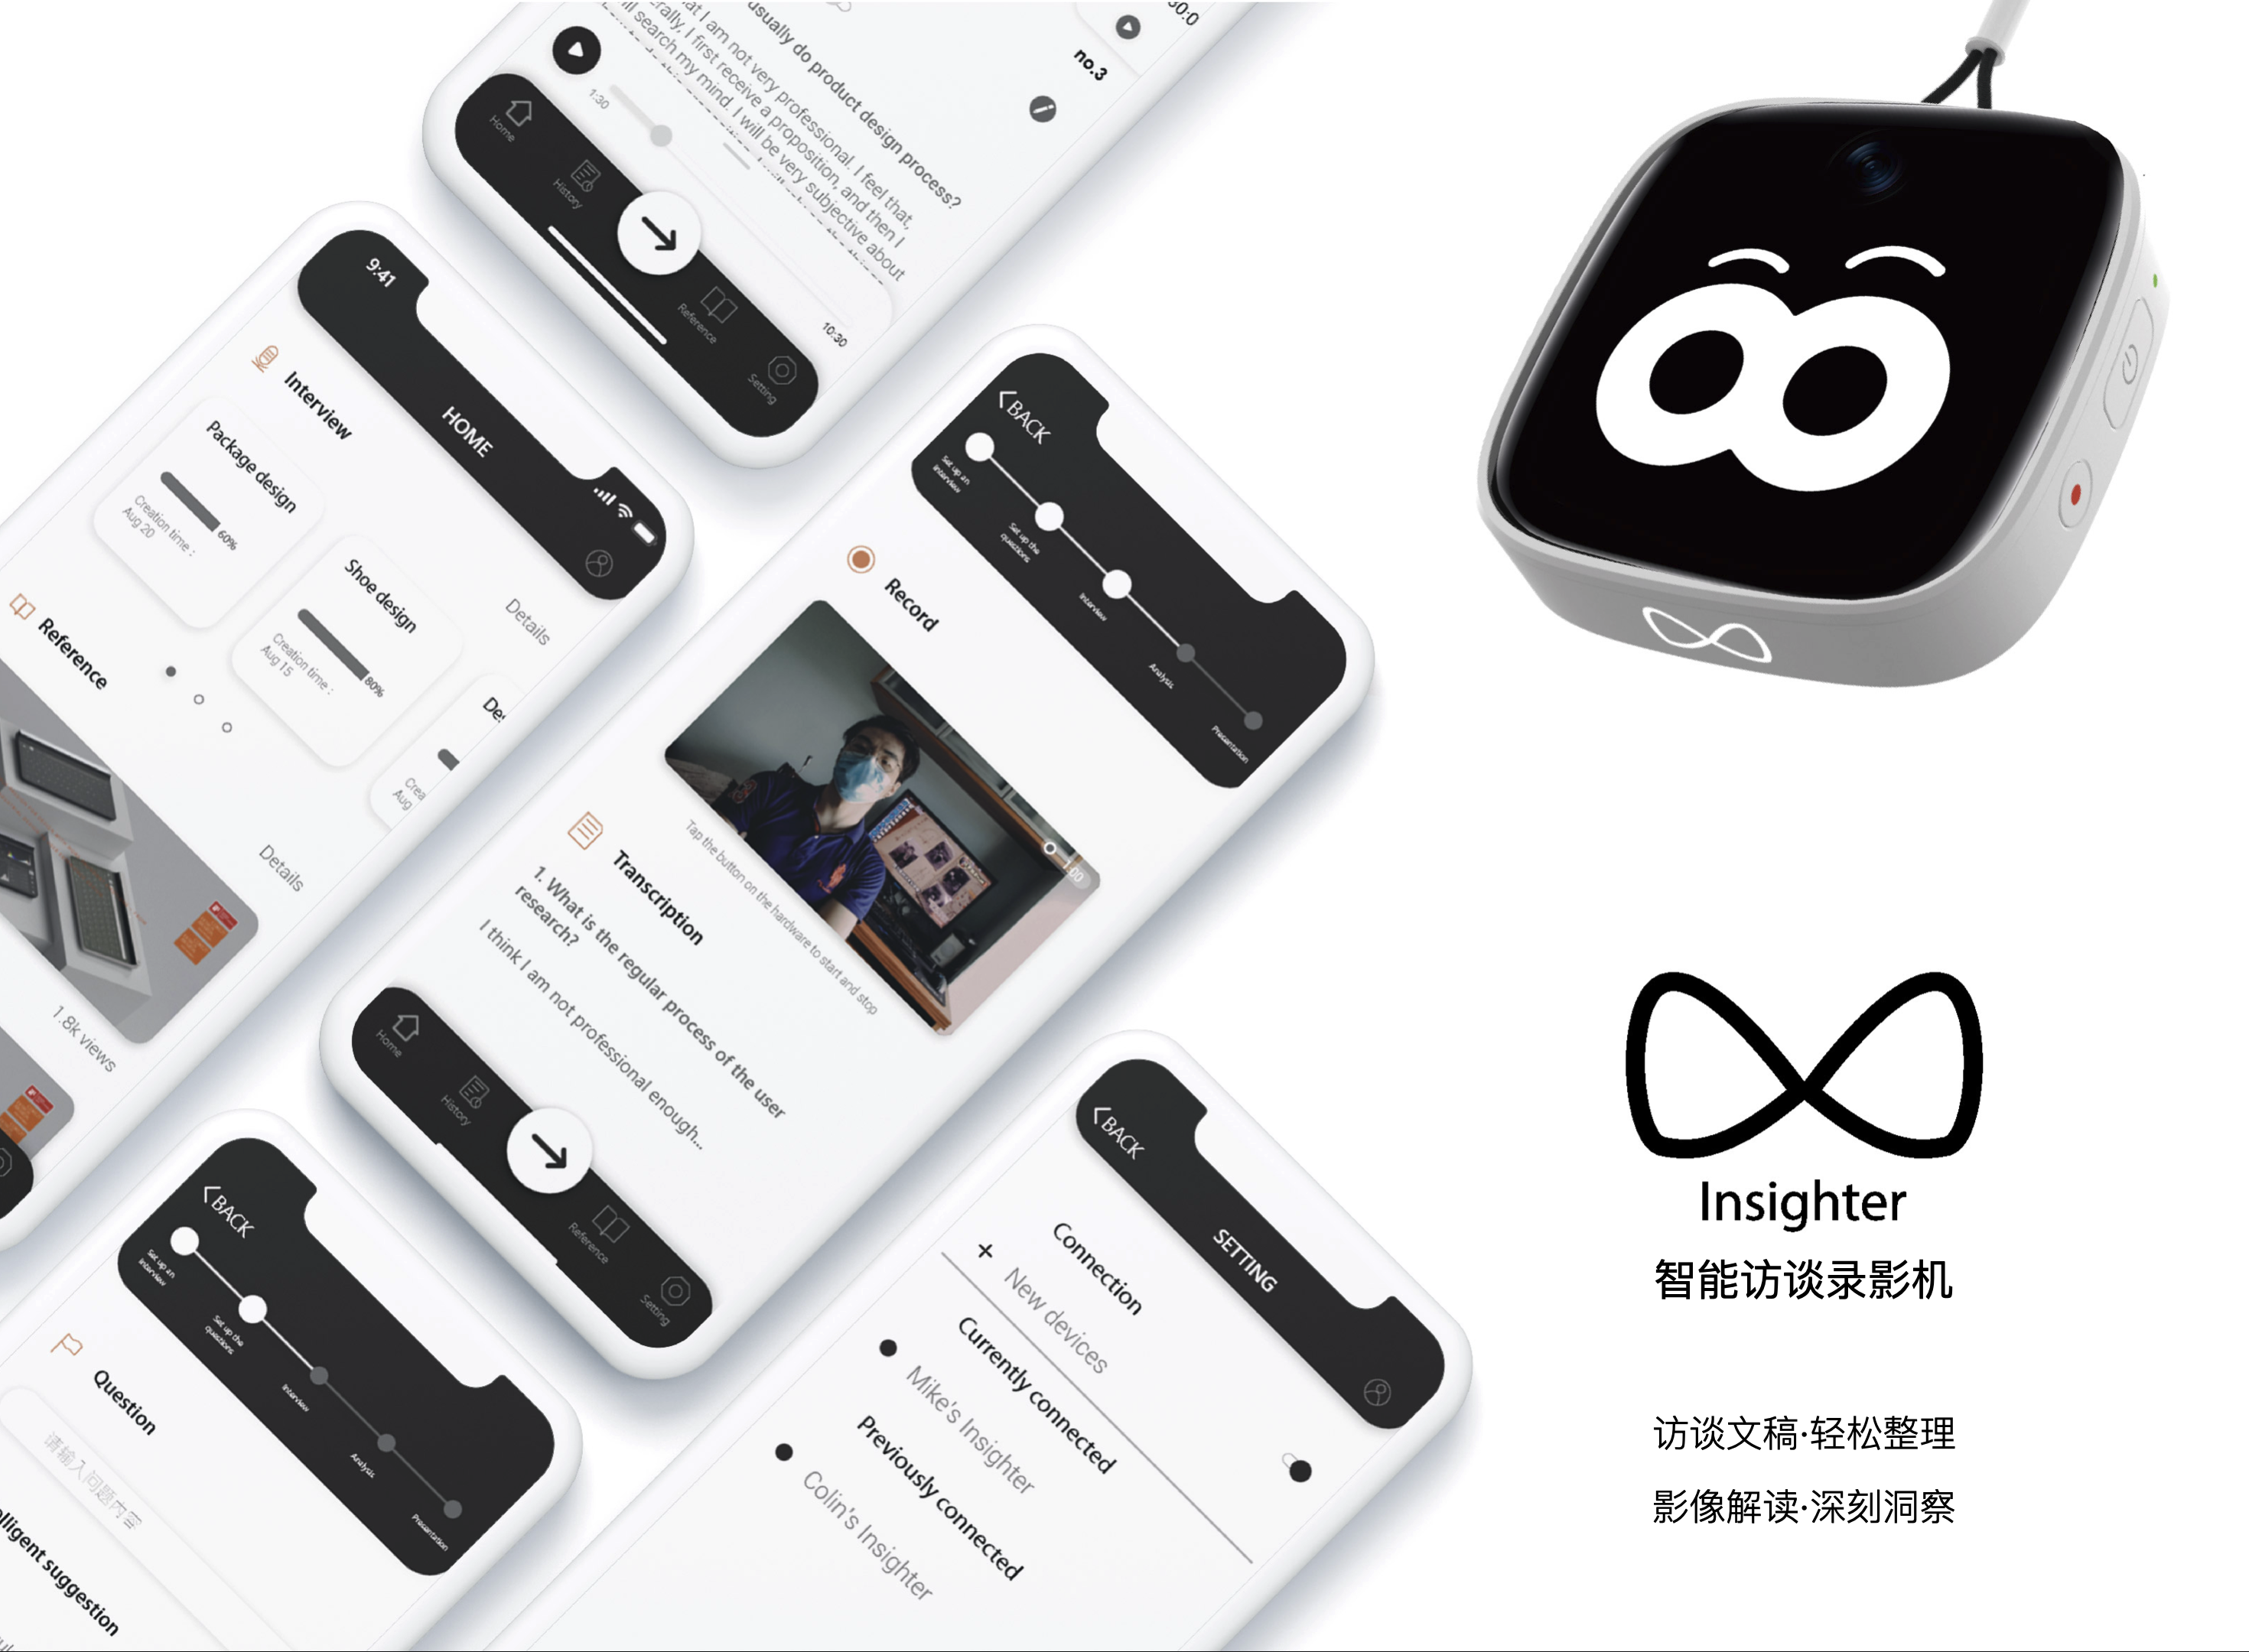 usually do product design process?
at I am not very professional. I feel that,
rally, I first receive a proposition, and then I
ll search my mind. I will be very subjective about
30:0
no.3
1:30
10:30
Home
History
Reference
Setting
9:41
HOME
Interview
Details
Package design
60%
Creation time :
Aug 20
Shoe design
80%
Creation time :
Aug 15
Des
Crea
Aug
Reference
Details
1.8k views
BACK
Set up an
Interview
Set up the
questions
Interview
Analysis
Presentation
Record
1:00
Tap the button on the hardware to start and stop
Transcription
1. What is the regular process of the user
research?
I think I am not professional enough...
Home
History
Reference
Setting
BACK
Set up an
Interview
Set up the
questions
Interview
Analysis
Presentation
Question
请输入问题内容
lligent suggestion
BACK
SETTING
Connection
+ New devices
Currently connected
Mike's Insighter
Previously connected
Colin's Insighter
Insighter
智能访谈录影机
访谈文稿·轻松整理
影像解读·深刻洞察